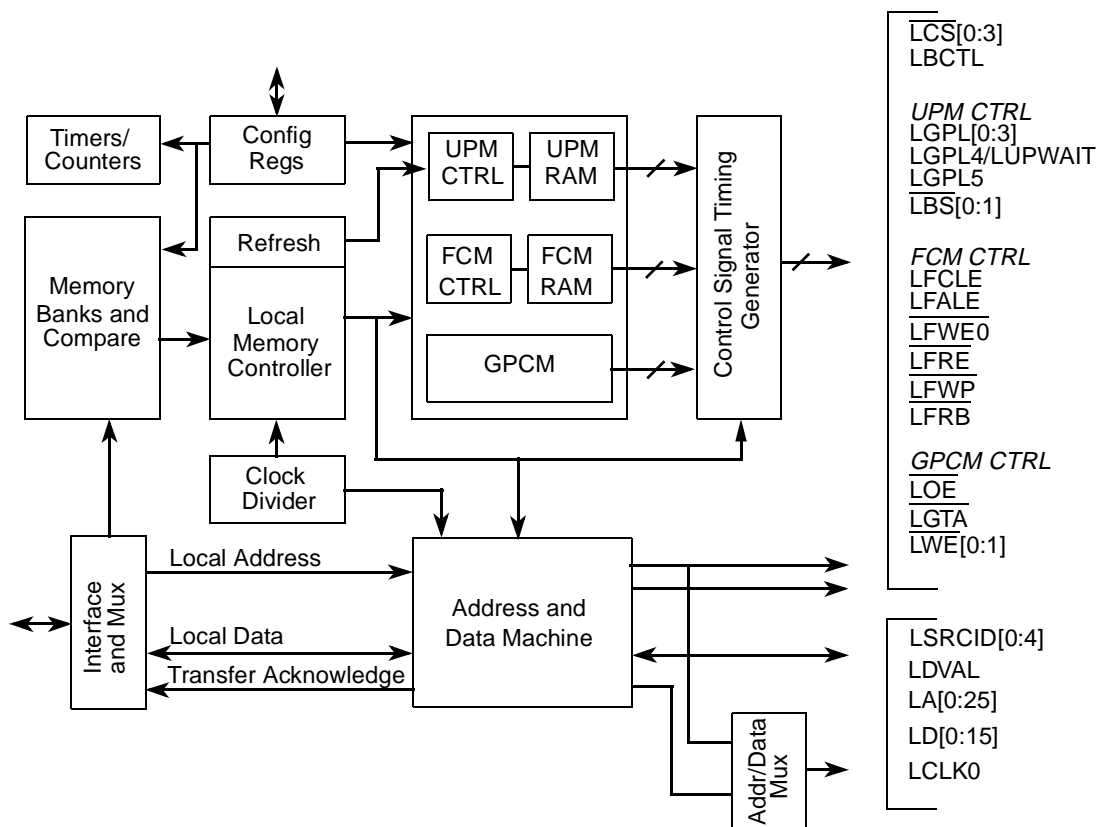 Timers/
Counters
Config
Regs
UPM
CTRL
UPM
RAM
Refresh
FCM
CTRL
FCM
RAM
Memory
Banks and
Compare
Local
Memory
Controller
GPCM
Control Signal Timing
Generator
Clock
Divider
Interface
and Mux
Local Address
Local Data
Transfer Acknowledge
Address and
Data Machine
Addr/Data
Mux
LCS[0:3]
LBCTL
UPM CTRL
LGPL[0:3]
LGPL4/LUPWAIT
LGPL5
LBS[0:1]
FCM CTRL
LFCLE
LFALE
LFWE0
LFRE
LFWP
LFRB
GPCM CTRL
LOE
LGTA
LWE[0:1]
LSRCID[0:4]
LDVAL
LA[0:25]
LD[0:15]
LCLK0